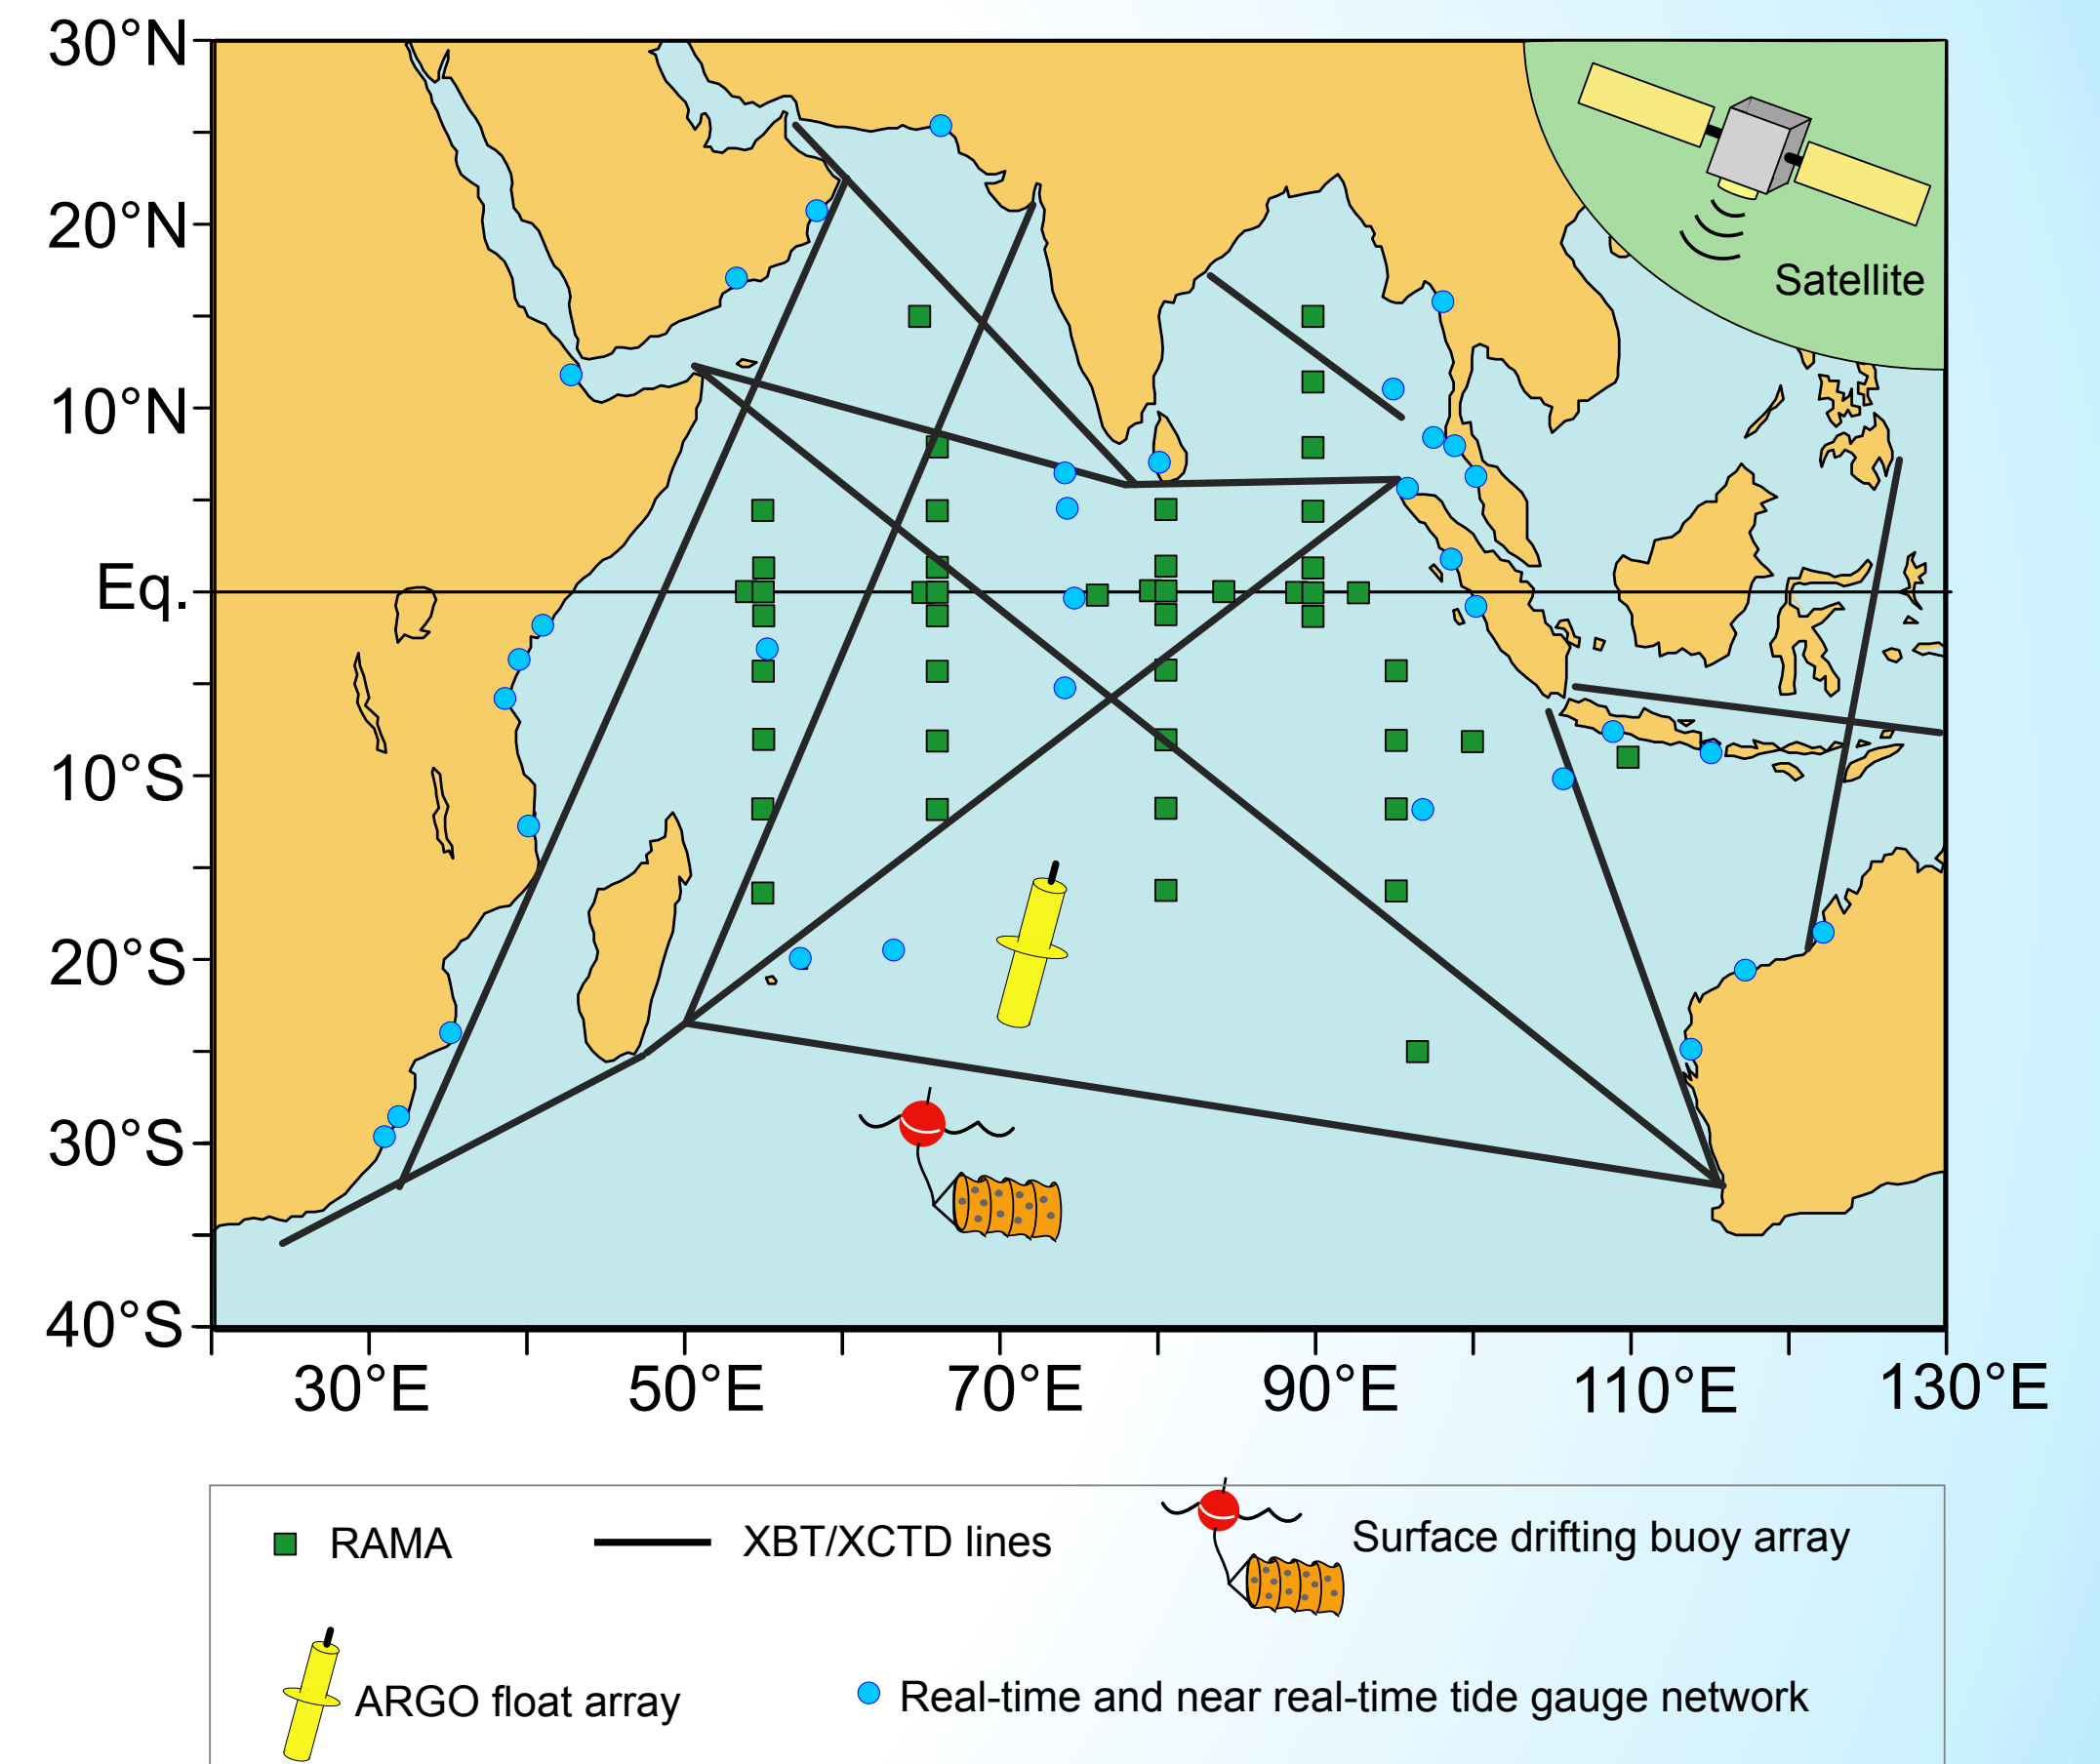 30°N
20°N
10°N
Eq.
10°S
20°S
30°S
40°S
30°E
50°E
70°E
90°E
110°E
130°E
Satellite
RAMA
XBT/XCTD lines
Surface drifting buoy array
ARGO float array
Real-time and near real-time tide gauge network